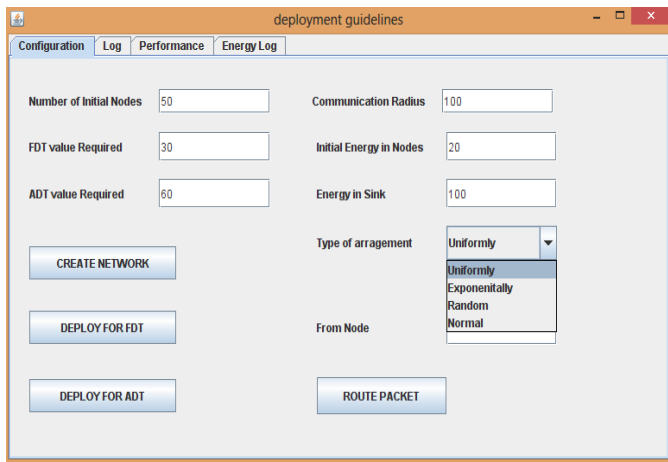 deployment guidelines
Configuration Log Performance Energy Log
Number of Initial Nodes 50 Communication Radius 100
FDT value Required 30 Initial Energy in Nodes 20
ADT value Required 60 Energy in Sink 100
Type of arragement Uniformly
CREATE NETWORK Uniformly
Exponenitally
Random
DEPLOY FOR FDT From Node Normal
DEPLOY FOR ADT ROUTE PACKET